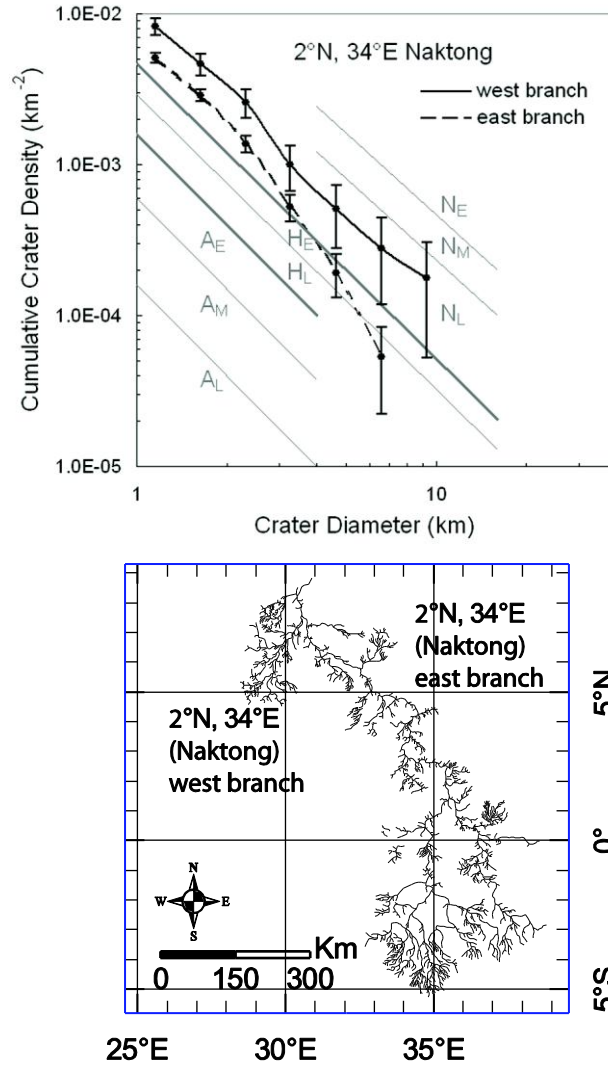 1.0E-02
2°N, 34°E Naktong
west branch
east branch
1.0E-03
1.0E-04
1.0E-05
Cumulative Crater Density (km⁻²)
N_E
N_M
N_L
H_E
H_L
A_E
A_M
A_L
1
10
Crater Diameter (km)
2°N, 34°E
(Naktong)
east branch
2°N, 34°E
(Naktong)
west branch
N
W
E
S
Km
0 150 300
5°N
0°
5°S
25°E 30°E 35°E